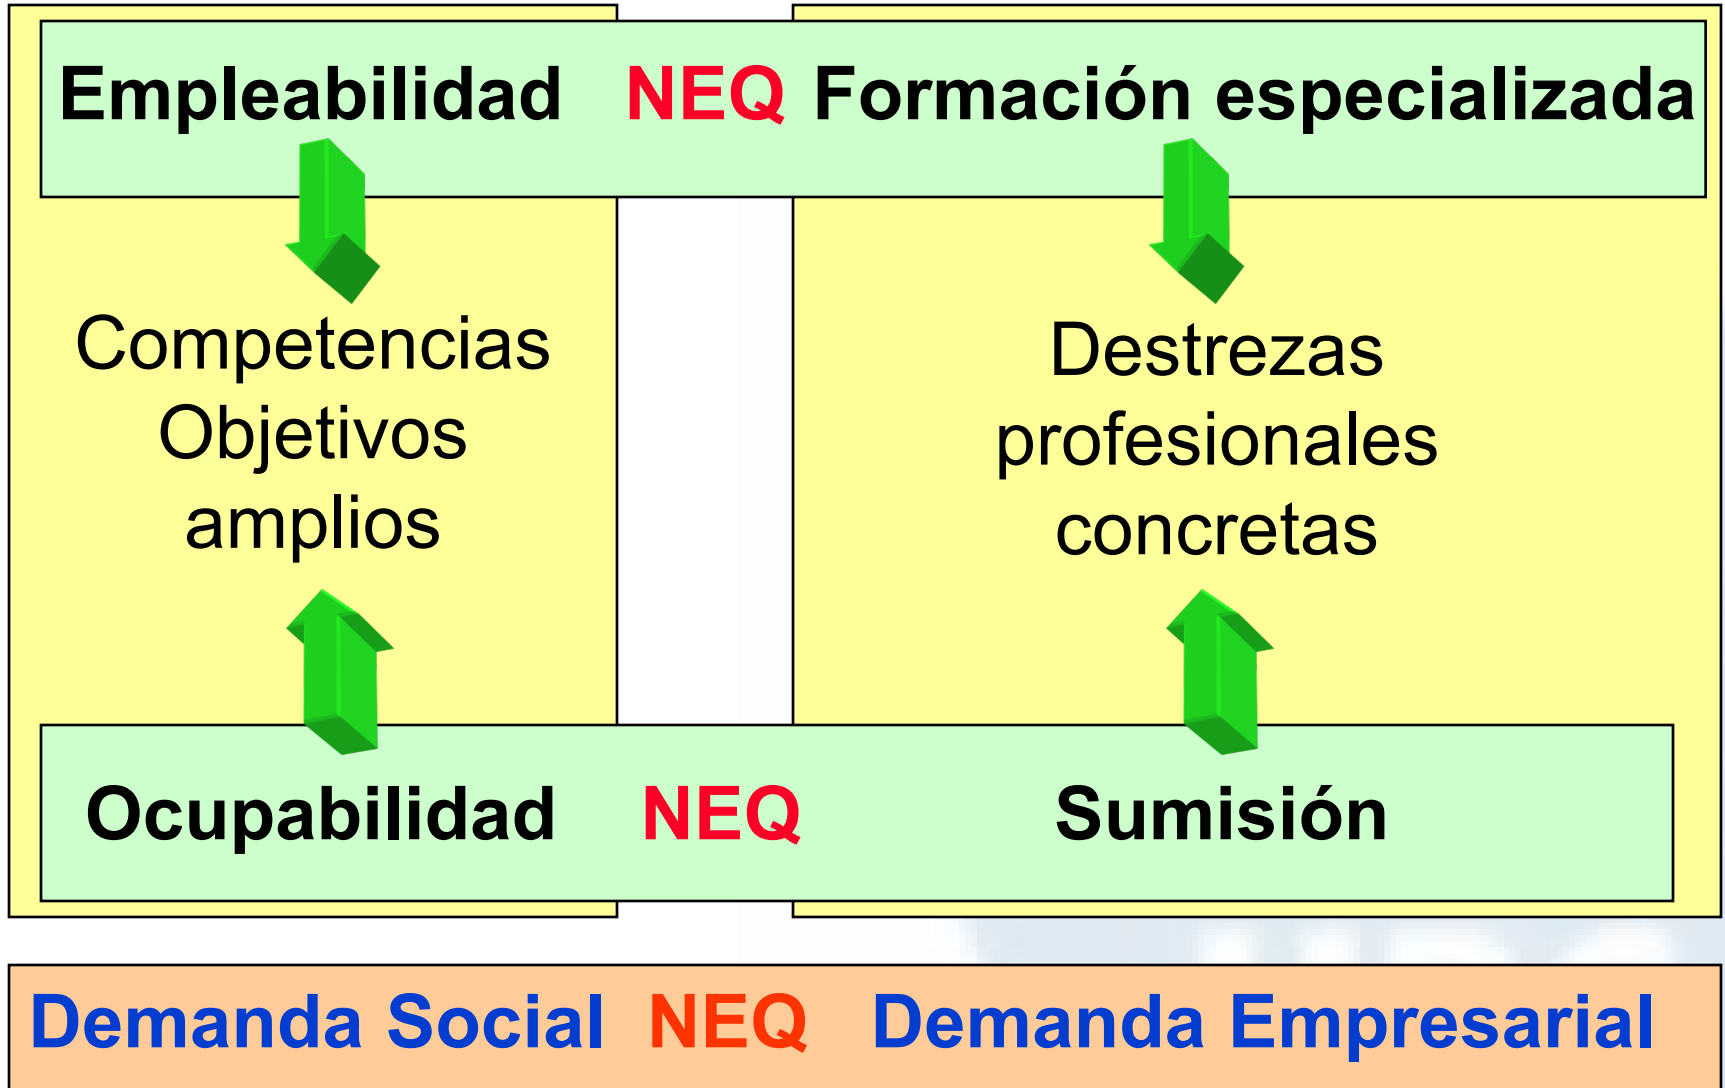 Empleabilidad NEQ Formación especializada
Competencias
Objetivos
amplios
Destrezas
profesionales
concretas
Ocupabilidad NEQ Sumisión
Demanda Social NEQ Demanda Empresarial